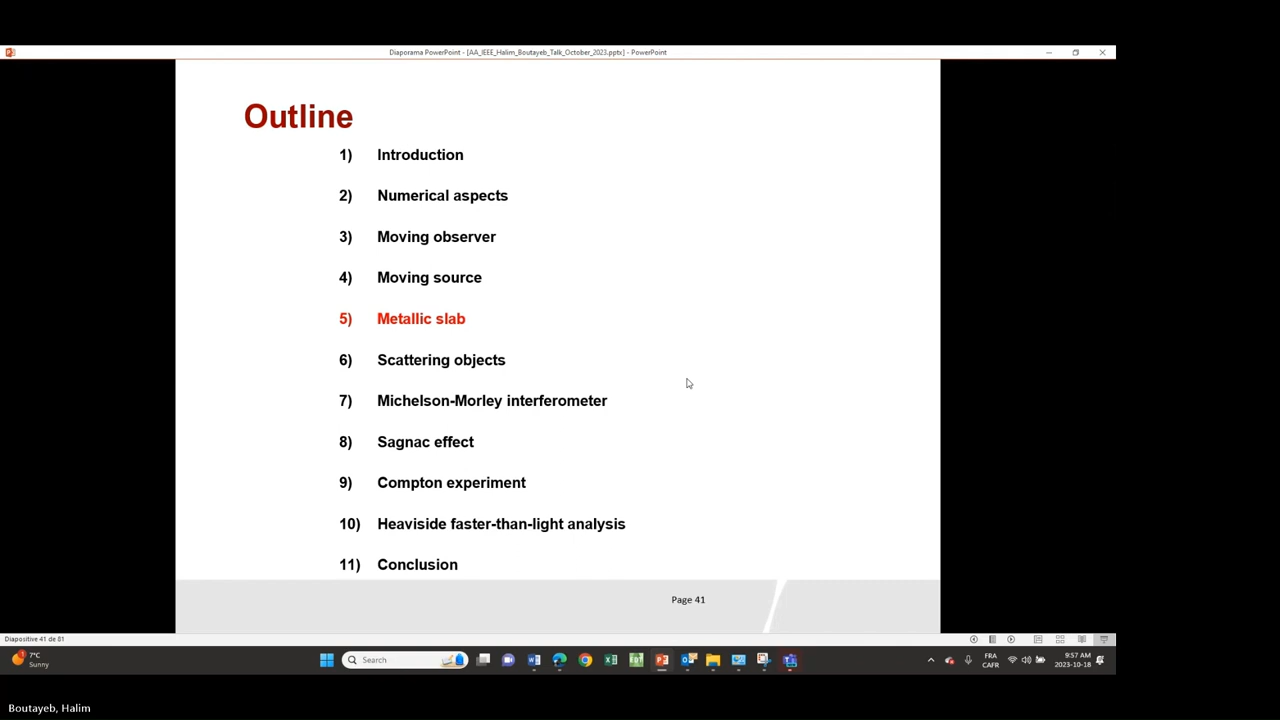 Diaporama PowerPoint - [AA_IEEE_Halim_Boutayeb_Talk_October_2023.pptx] - PowerPoint
Outline
1) Introduction
2) Numerical aspects
3) Moving observer
4) Moving source
5) Metallic slab
6) Scattering objects
7) Michelson-Morley interferometer
8) Sagnac effect
9) Compton experiment
10) Heaviside faster-than-light analysis
11) Conclusion
Page 41
Diapositive 41 de 81
7°C
Sunny
Search
FRA
CAFR
9:57 AM
2023-10-18
Boutayeb, Halim